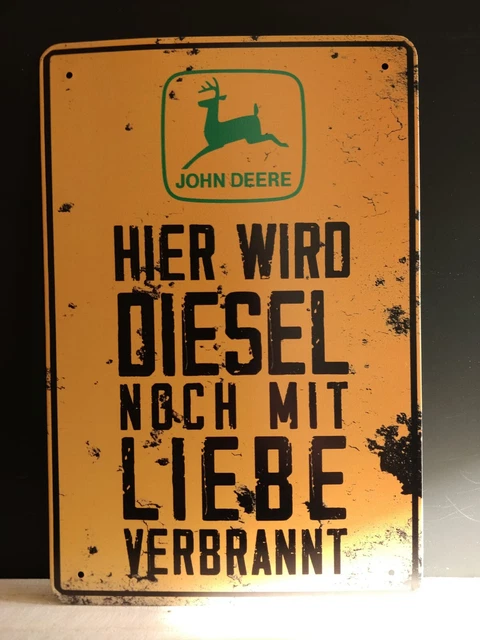 JOHN DEERE
HIER WIRD
DIESEL
NOCH MIT
LIEBE
VERBRANNT